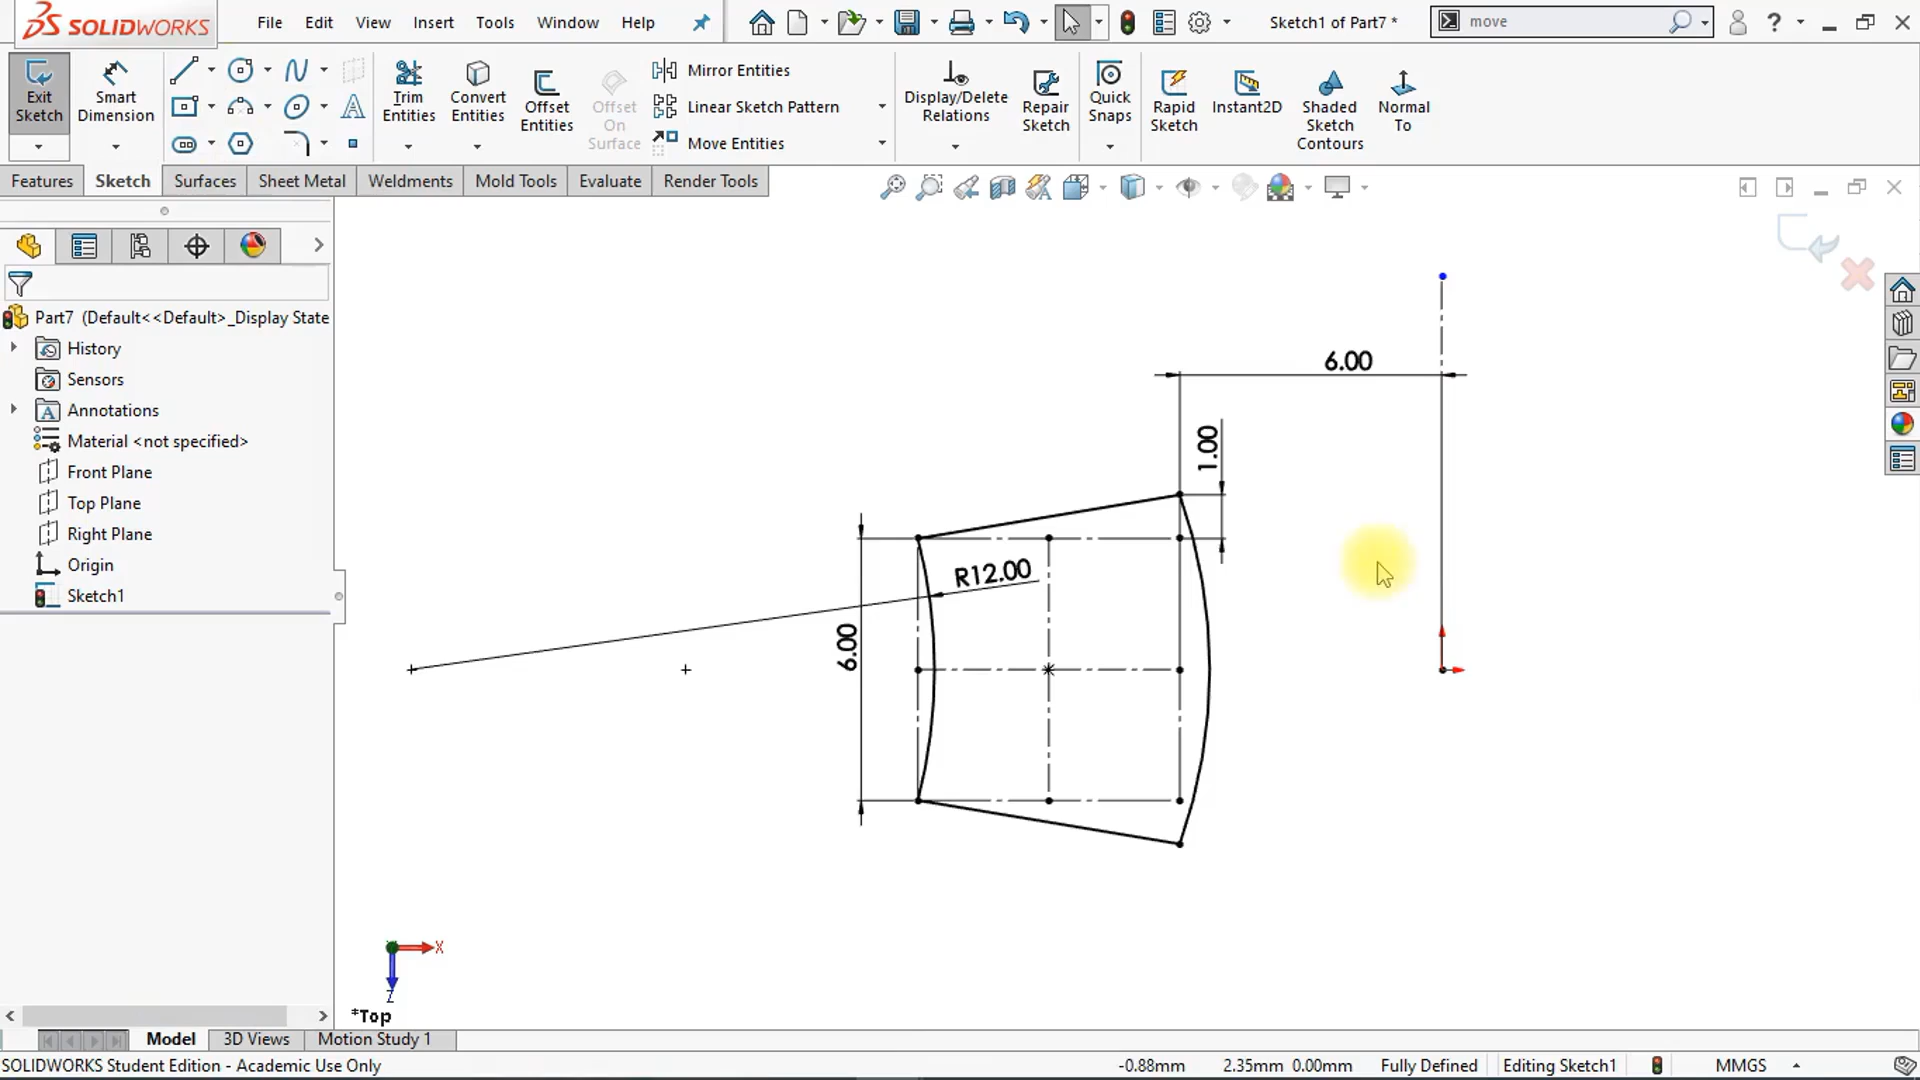 SOLIDWORKS File Edit View Insert Tools Window Help Sketch1 of Part7 * move ?
Exit Sketch
Smart Dimension
Trim Entities
Convert Entities
Offset Entities
Offset On Surface
Mirror Entities
Linear Sketch Pattern
Move Entities
Display/Delete Relations
Repair Sketch
Quick Snaps
Rapid Sketch
Instant2D
Shaded Sketch Contours
Normal To
Features Sketch Surfaces Sheet Metal Weldments Mold Tools Evaluate Render Tools
Part7 (Default<<Default>_Display State
History
Sensors
Annotations
Material <not specified>
Front Plane
Top Plane
Right Plane
Origin
Sketch1
6.00
1.00
R12.00
6.00
X
Z
*Top
Model 3D Views Motion Study 1
SOLIDWORKS Student Edition - Academic Use Only -0.88mm 2.35mm 0.00mm Fully Defined Editing Sketch1 MMGS